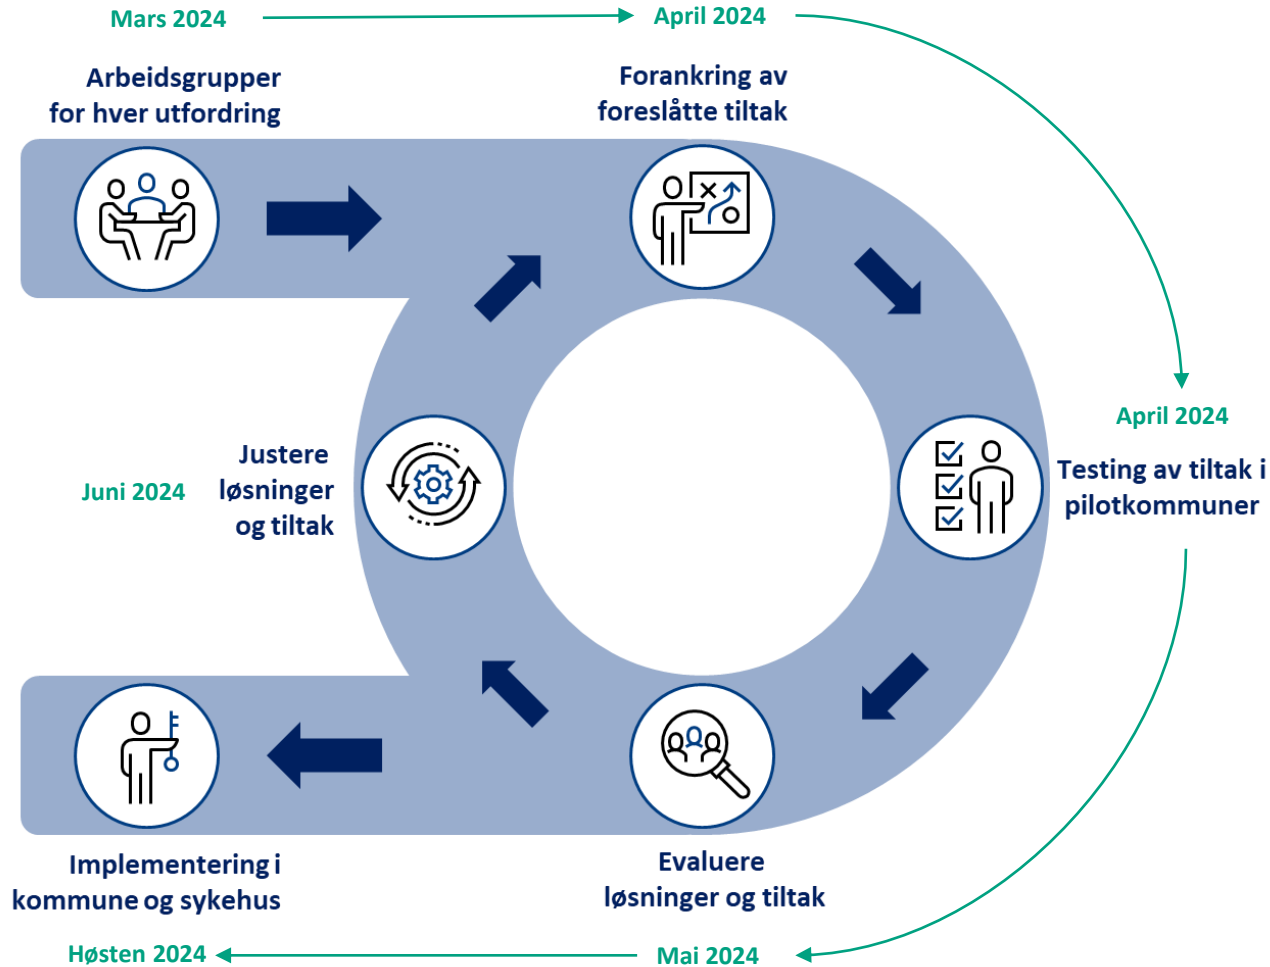 Mars 2024
April 2024
Arbeidsgrupper
for hver utfordring
Forankring av
foreslåtte tiltak
April 2024
Testing av tiltak i
pilotkommuner
Justere
løsninger
og tiltak
Juni 2024
Implementering i
kommune og sykehus
Evaluere
løsninger og tiltak
Høsten 2024
Mai 2024